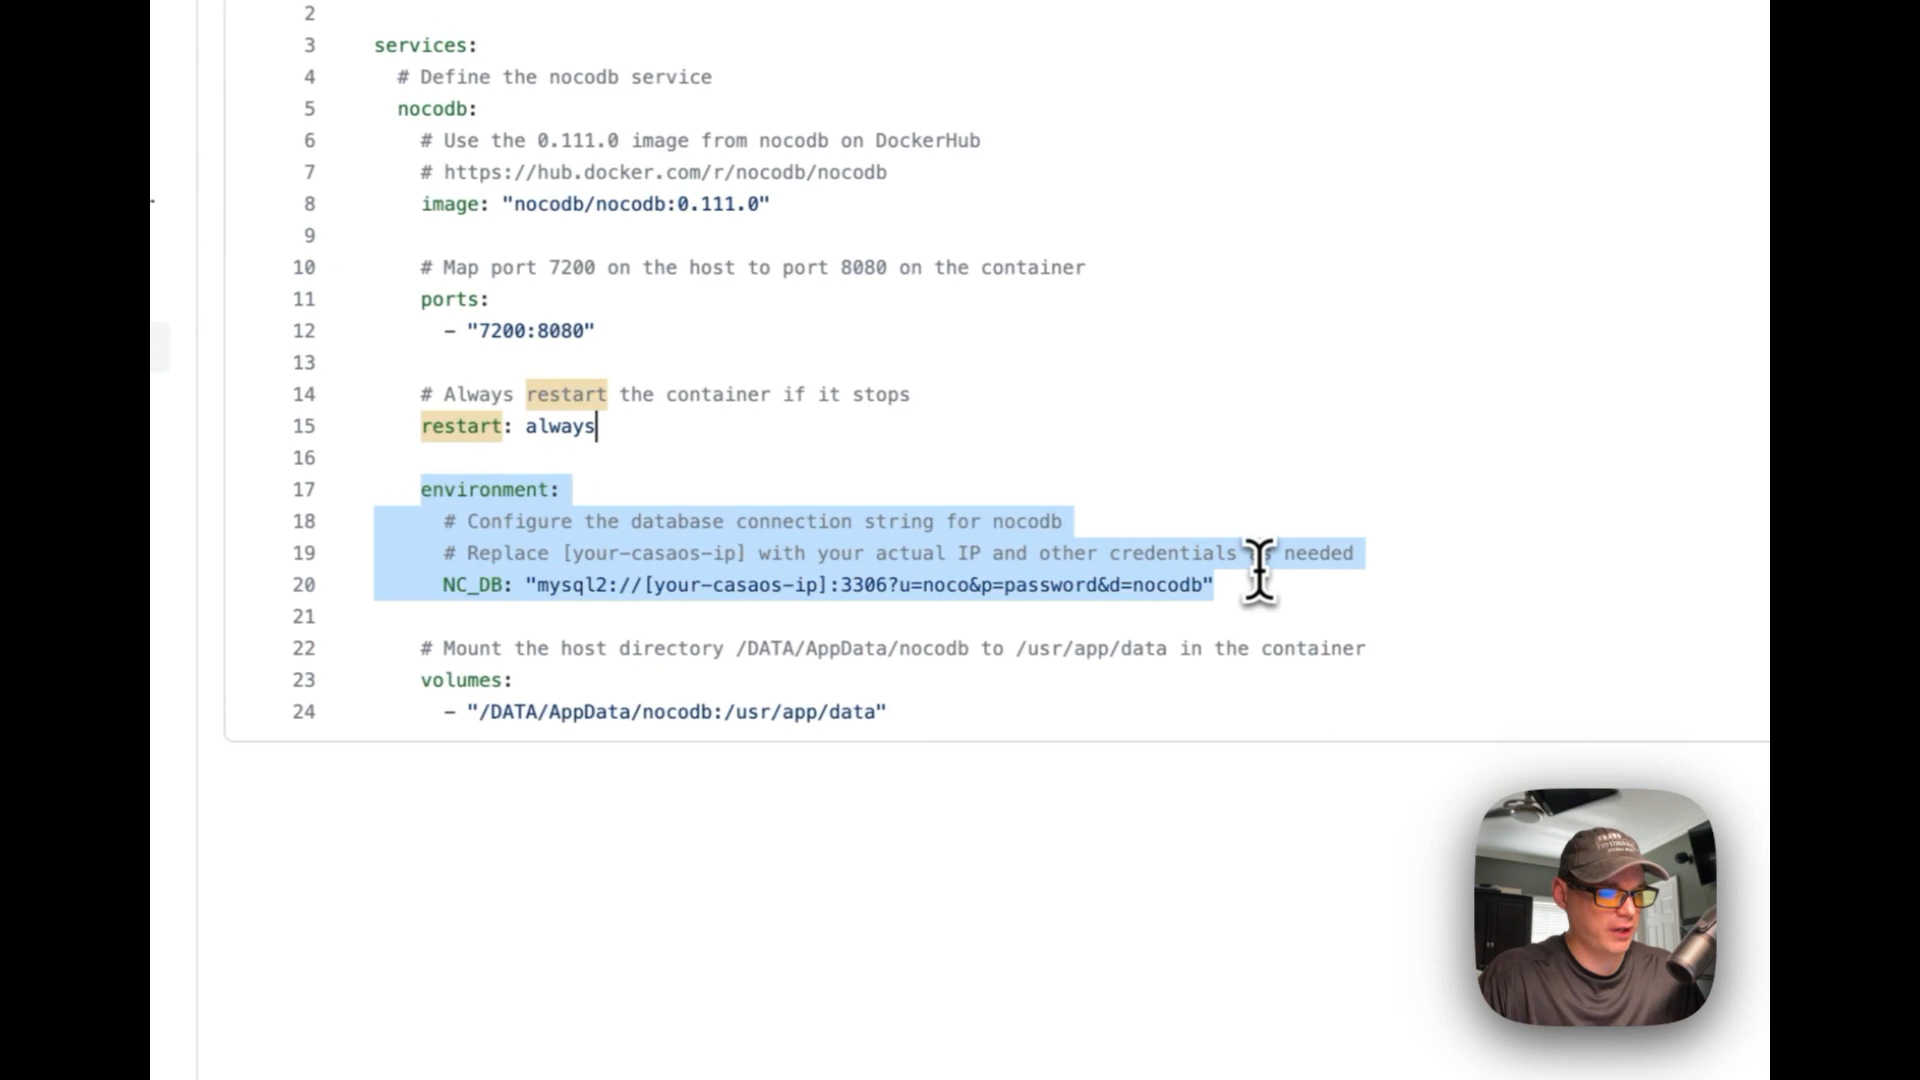 2
3 services:
4 # Define the nocodb service
5 nocodb:
6 # Use the 0.111.0 image from nocodb on DockerHub
7 # https://hub.docker.com/r/nocodb/nocodb
8 image: "nocodb/nocodb:0.111.0"
9
10 # Map port 7200 on the host to port 8080 on the container
11 ports:
12 - "7200:8080"
13
14 # Always restart the container if it stops
15 restart: always
16
17 environment:
18 # Configure the database connection string for nocodb
19 # Replace [your-casaos-ip] with your actual IP and other credentials needed
20 NC_DB: "mysql2://[your-casaos-ip]:3306?u=noco&p=password&d=nocodb"
21
22 # Mount the host directory /DATA/AppData/nocodb to /usr/app/data in the container
23 volumes:
24 - "/DATA/AppData/nocodb:/usr/app/data"